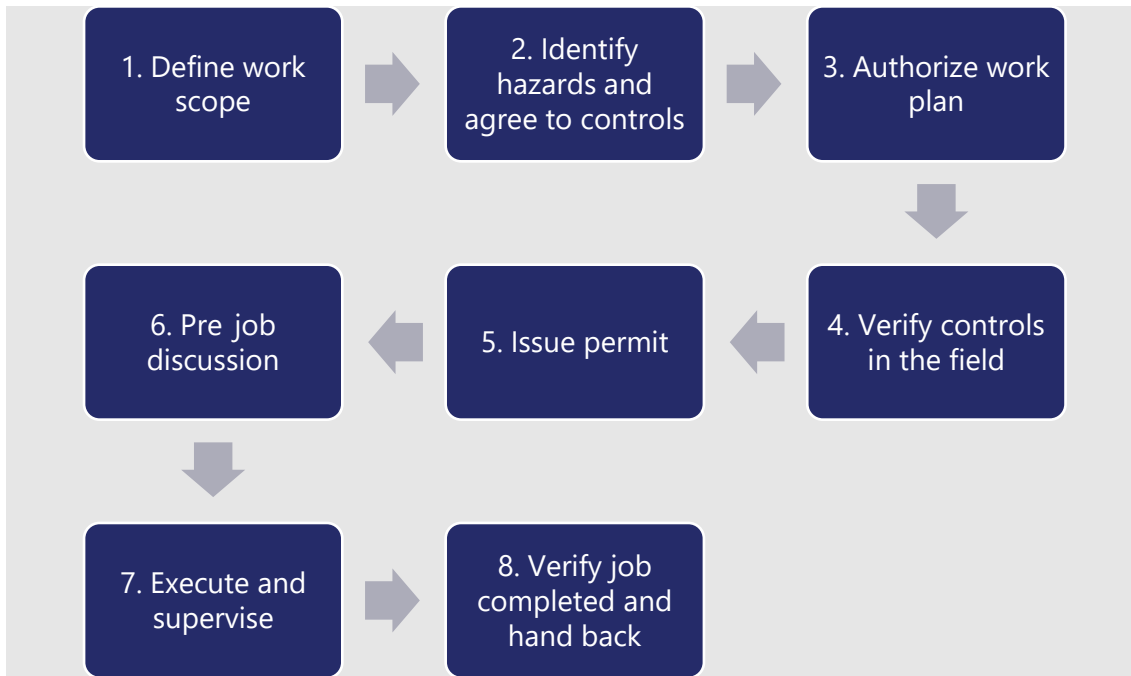 1. Define work
scope
2. Identify
hazards and
agree to controls
3. Authorize work
plan
4. Verify controls
in the field
5. Issue permit
6. Pre job
discussion
7. Execute and
supervise
8. Verify job
completed and
hand back